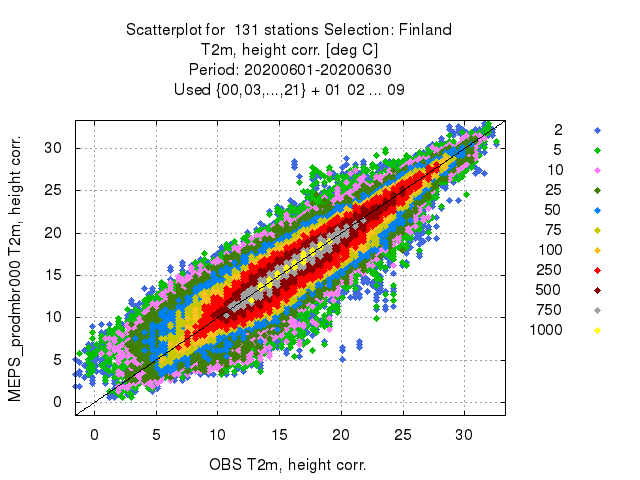 Scatterplot for  131 stations Selection: Finland
T2m, height corr. [deg C]
Period: 20200601-20200630
Used {00,03,...,21} + 01 02 ... 09
MEPS_prodmbr000 T2m, height corr.
30
25
20
15
10
5
0
0 5 10 15 20 25 30
OBS T2m, height corr.
2
5
10
25
50
75
100
250
500
750
1000